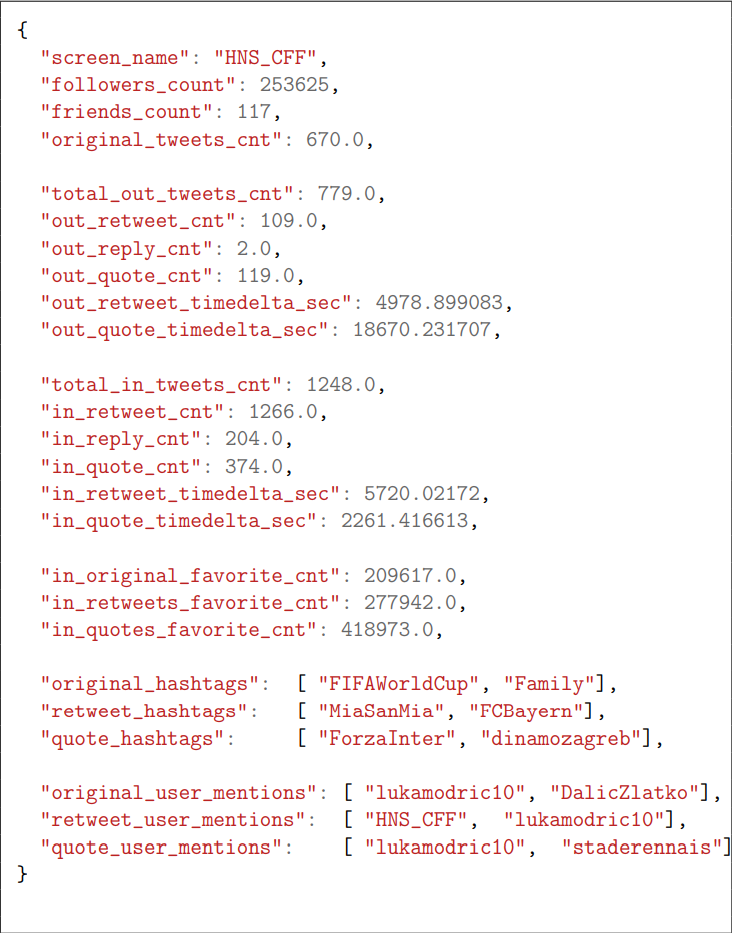 {
"screen_name": "HNS_CFF",
"followers_count": 253625,
"friends_count": 117,
"original_tweets_cnt": 670.0,
"total_out_tweets_cnt": 779.0,
"out_retweet_cnt": 109.0,
"out_reply_cnt": 2.0,
"out_quote_cnt": 119.0,
"out_retweet_timedelta_sec": 4978.899083,
"out_quote_timedelta_sec": 18670.231707,
"total_in_tweets_cnt": 1248.0,
"in_retweet_cnt": 1266.0,
"in_reply_cnt": 204.0,
"in_quote_cnt": 374.0,
"in_retweet_timedelta_sec": 5720.02172,
"in_quote_timedelta_sec": 2261.416613,
"in_original_favorite_cnt": 209617.0,
"in_retweets_favorite_cnt": 277942.0,
"in_quotes_favorite_cnt": 418973.0,
"original_hashtags": [ "FIFAWorldCup", "Family"],
"retweet_hashtags": [ "MiaSanMia", "FCBayern"],
"quote_hashtags": [ "ForzaInter", "dinamozagreb"],
"original_user_mentions": [ "lukamodric10", "DalicZlatko"],
"retweet_user_mentions": [ "HNS_CFF", "lukamodric10"],
"quote_user_mentions": [ "lukamodric10", "staderennais"]
}